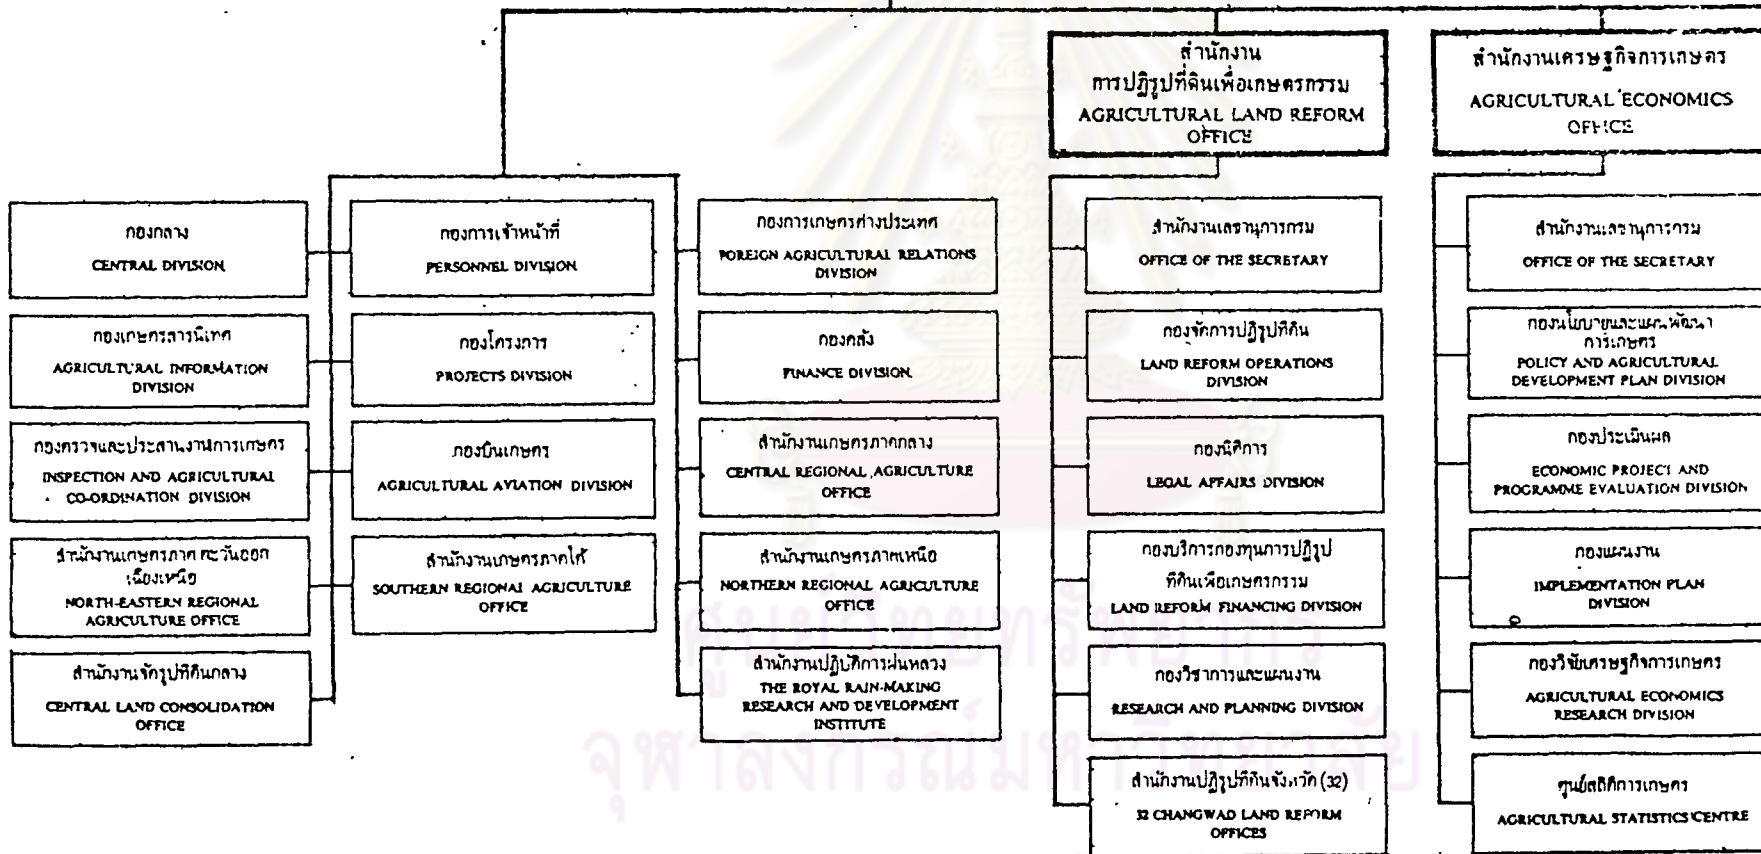 สำนักงาน
การปฏิรูปที่ดินเพื่อเกษตรกรรม
AGRICULTURAL LAND REFORM
OFFICE
สำนักงานเศรษฐกิจการเกษตร
AGRICULTURAL ECONOMICS
OFFICE
กองกลาง
CENTRAL DIVISION
กองเกษตรสารนิเทศ
AGRICULTURAL INFORMATION
DIVISION
กองตรวจและประสานงานการเกษตร
INSPECTION AND AGRICULTURAL
CO-ORDINATION DIVISION
สำนักงานเกษตรภาคตะวันออก
เฉียงเหนือ
NORTH-EASTERN REGIONAL
AGRICULTURE OFFICE
สำนักงานจัดรูปที่ดินกลาง
CENTRAL LAND CONSOLIDATION
OFFICE
กองการเจ้าหน้าที่
PERSONNEL DIVISION
กองโครงการ
PROJECTS DIVISION
กองบินเกษตร
AGRICULTURAL AVIATION DIVISION
สำนักงานเกษตรภาคใต้
SOUTHERN REGIONAL AGRICULTURE
OFFICE
กองการเกษตรต่างประเทศ
FOREIGN AGRICULTURAL RELATIONS
DIVISION
กองคลัง
FINANCE DIVISION
สำนักงานเกษตรภาคกลาง
CENTRAL REGIONAL AGRICULTURE
OFFICE
สำนักงานเกษตรภาคเหนือ
NORTHERN REGIONAL AGRICULTURE
OFFICE
สำนักงานปฏิบัติการฝนหลวง
THE ROYAL RAIN-MAKING
RESEARCH AND DEVELOPMENT
INSTITUTE
สำนักงานเลขานุการกรม
OFFICE OF THE SECRETARY
กองจัดการปฏิรูปที่ดิน
LAND REFORM OPERATIONS
DIVISION
กองนิติการ
LEGAL AFFAIRS DIVISION
กองบริการกองทุนการปฏิรูป
ที่ดินเพื่อเกษตรกรรม
LAND REFORM FINANCING DIVISION
กองวิชาการและแผนงาน
RESEARCH AND PLANNING DIVISION
สำนักงานปฏิรูปที่ดินจังหวัด (32)
32 CHANGWAD LAND REFORM
OFFICES
สำนักงานเลขานุการกรม
OFFICE OF THE SECRETARY
กองนโยบายและแผนพัฒนา
การเกษตร
POLICY AND AGRICULTURAL
DEVELOPMENT PLAN DIVISION
กองประเมินผล
ECONOMIC PROJECT AND
PROGRAMME EVALUATION DIVISION
กองแผนงาน
IMPLEMENTATION PLAN
DIVISION
กองวิจัยเศรษฐกิจการเกษตร
AGRICULTURAL ECONOMICS
RESEARCH DIVISION
ศูนย์สถิติการเกษตร
AGRICULTURAL STATISTICS CENTRE
ศูนย์วิทยทรัพยากร
จุฬาลงกรณ์มหาวิทยาลัย